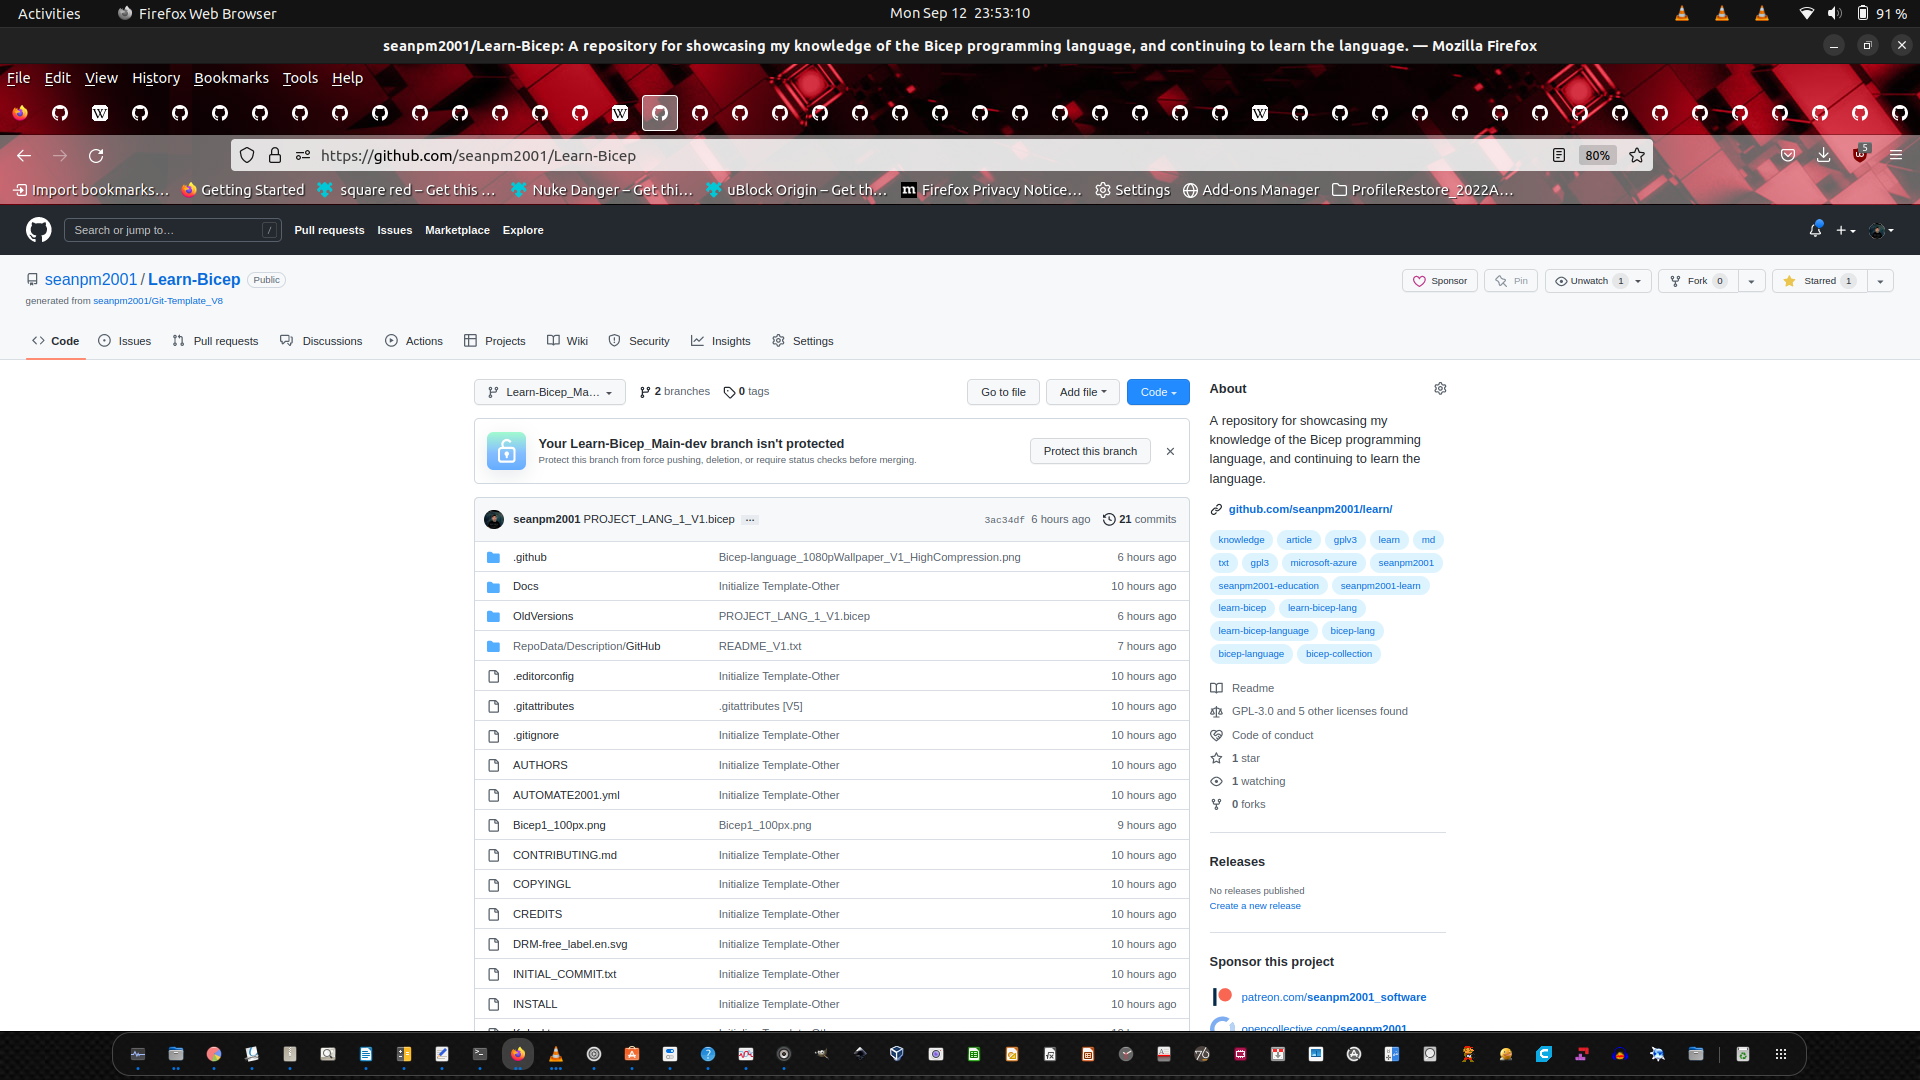 Activities
Firefox Web Browser
Mon Sep 12 23:53:10
91 %
seanpm2001/Learn-Bicep: A repository for showcasing my knowledge of the Bicep programming language, and continuing to learn the language. — Mozilla Firefox
File Edit View History Bookmarks Tools Help
https://github.com/seanpm2001/Learn-Bicep
80%
5
Import bookmarks…
Getting Started
square red – Get this …
Nuke Danger – Get thi…
uBlock Origin – Get th…
Firefox Privacy Notice…
Settings
Add-ons Manager
ProfileRestore_2022A…
Search or jump to…
/
Pull requests
Issues
Marketplace
Explore
seanpm2001 / Learn-Bicep
Public
generated from seanpm2001/Git-Template_V8
Sponsor
Pin
Unwatch 1
Fork 0
Starred 1
Code
Issues
Pull requests
Discussions
Actions
Projects
Wiki
Security
Insights
Settings
Learn-Bicep_Ma…
2 branches
0 tags
Go to file
Add file
Code
Your Learn-Bicep_Main-dev branch isn't protected
Protect this branch from force pushing, deletion, or require status checks before merging.
Protect this branch
seanpm2001 PROJECT_LANG_1_V1.bicep …
3ac34df 6 hours ago
21 commits
.github Bicep-language_1080pWallpaper_V1_HighCompression.png 6 hours ago
Docs Initialize Template-Other 10 hours ago
OldVersions PROJECT_LANG_1_V1.bicep 6 hours ago
RepoData/Description/GitHub README_V1.txt 7 hours ago
.editorconfig Initialize Template-Other 10 hours ago
.gitattributes .gitattributes [V5] 10 hours ago
.gitignore Initialize Template-Other 10 hours ago
AUTHORS Initialize Template-Other 10 hours ago
AUTOMATE2001.yml Initialize Template-Other 10 hours ago
Bicep1_100px.png Bicep1_100px.png 9 hours ago
CONTRIBUTING.md Initialize Template-Other 10 hours ago
COPYINGL Initialize Template-Other 10 hours ago
CREDITS Initialize Template-Other 10 hours ago
DRM-free_label.en.svg Initialize Template-Other 10 hours ago
INITIAL_COMMIT.txt Initialize Template-Other 10 hours ago
INSTALL Initialize Template-Other 10 hours ago
About
A repository for showcasing my
knowledge of the Bicep programming
language, and continuing to learn the
language.
github.com/seanpm2001/learn/
knowledge article gplv3 learn md
txt gpl3 microsoft-azure seanpm2001
seanpm2001-education seanpm2001-learn
learn-bicep learn-bicep-lang
learn-bicep-language bicep-lang
bicep-language bicep-collection
Readme
GPL-3.0 and 5 other licenses found
Code of conduct
1 star
1 watching
0 forks
Releases
No releases published
Create a new release
Sponsor this project
patreon.com/seanpm2001_software
opencollective.com/seanpm2001